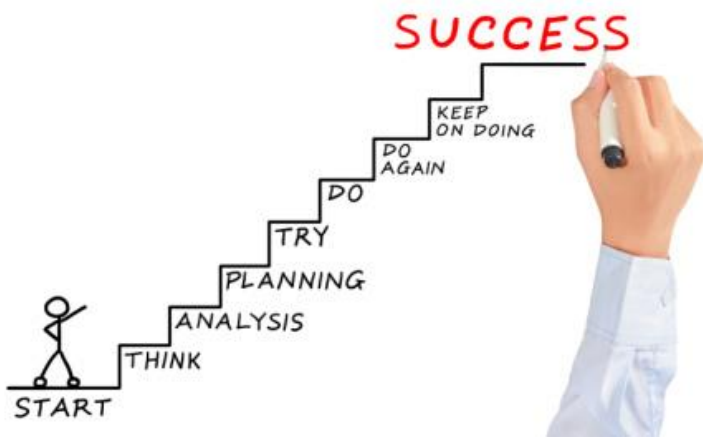 SUCCESS
KEEP
ON DOING
DO
AGAIN
DO
TRY
PLANNING
ANALYSIS
THINK
START